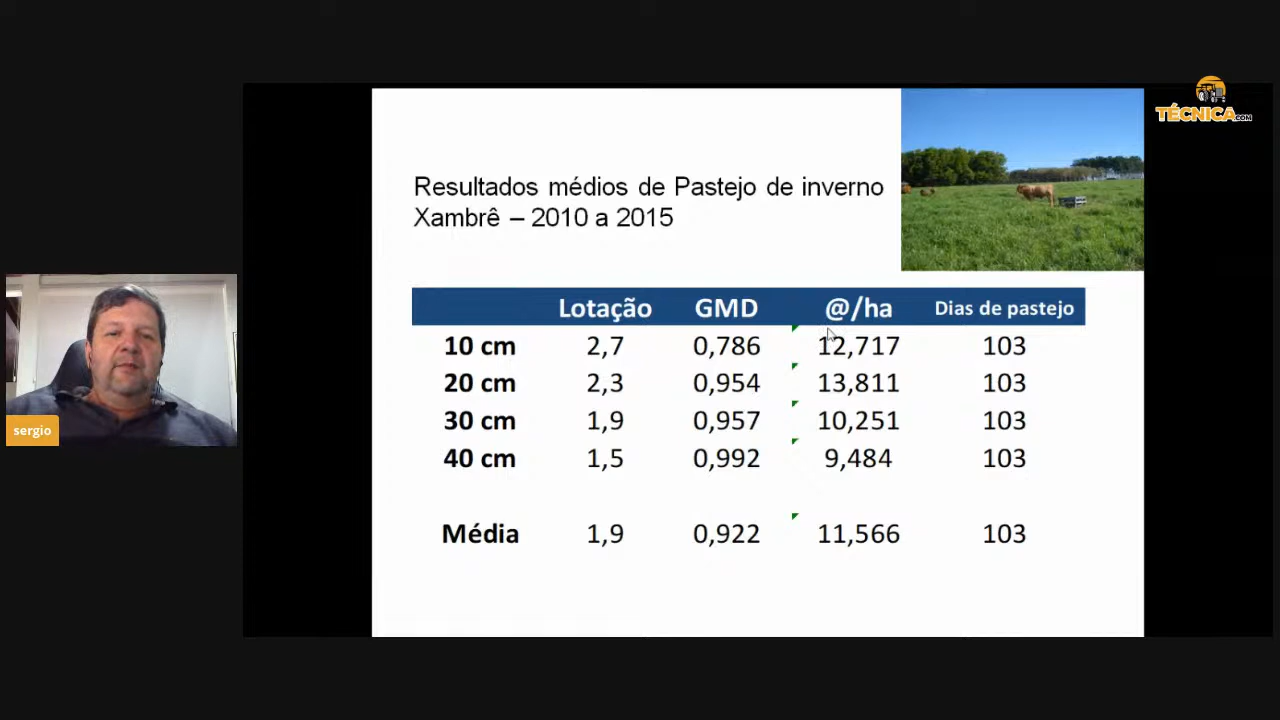 TÉCNICA.COM
Resultados médios de Pastejo de inverno
Xambrê – 2010 a 2015
Lotação GMD @/ha Dias de pastejo
10 cm 2,7 0,786 12,717 103
20 cm 2,3 0,954 13,811 103
30 cm 1,9 0,957 10,251 103
40 cm 1,5 0,992 9,484 103
Média 1,9 0,922 11,566 103
sergio